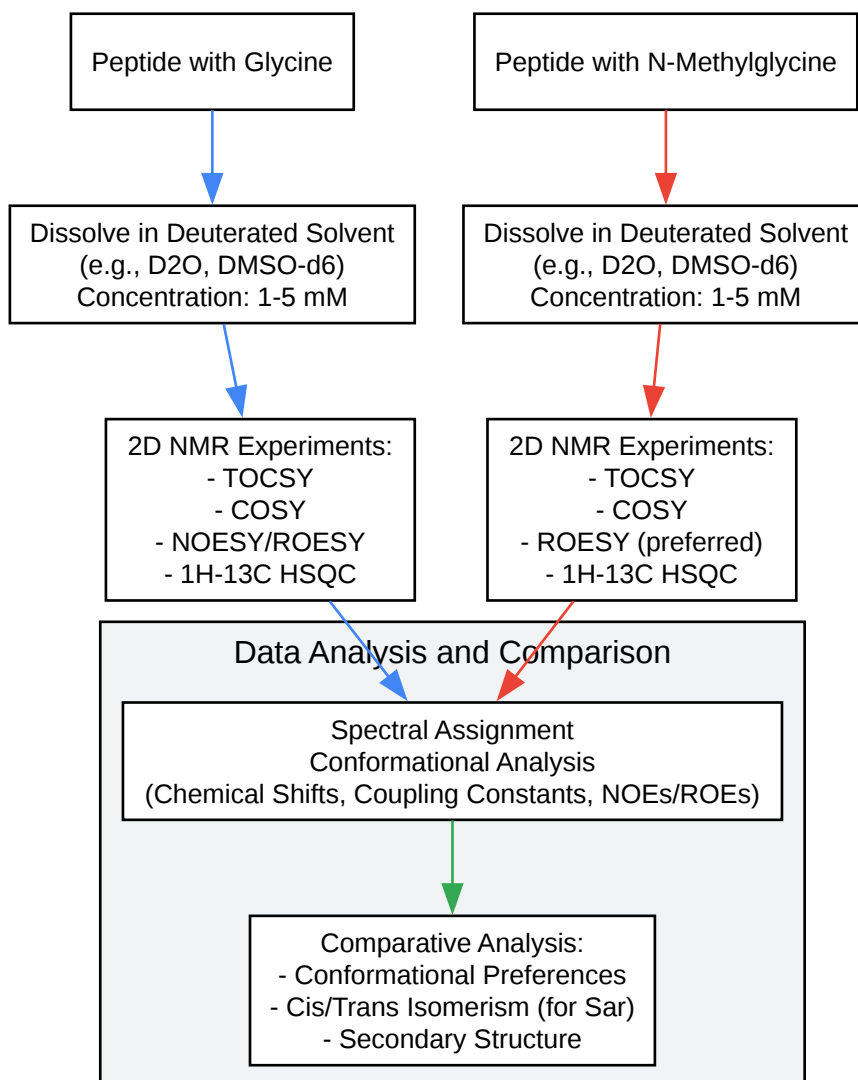 Peptide with Glycine
Peptide with N-Methylglycine
Dissolve in Deuterated Solvent
(e.g., D2O, DMSO-d6)
Concentration: 1-5 mM
Dissolve in Deuterated Solvent
(e.g., D2O, DMSO-d6)
Concentration: 1-5 mM
2D NMR Experiments:
- TOCSY
- COSY
- NOESY/ROESY
- 1H-13C HSQC
2D NMR Experiments:
- TOCSY
- COSY
- ROESY (preferred)
- 1H-13C HSQC
Data Analysis and Comparison
Spectral Assignment
Conformational Analysis
(Chemical Shifts, Coupling Constants, NOEs/ROEs)
Comparative Analysis:
- Conformational Preferences
- Cis/Trans Isomerism (for Sar)
- Secondary Structure